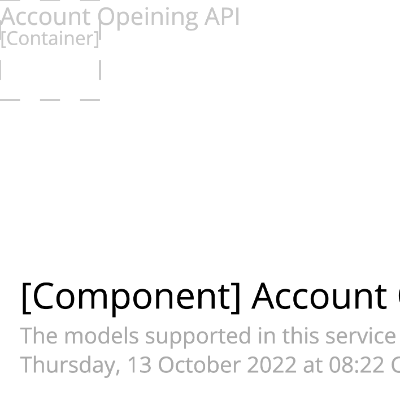 Account Opeining API
[Container]
[Component] Account
The models supported in this service
Thursday, 13 October 2022 at 08:22